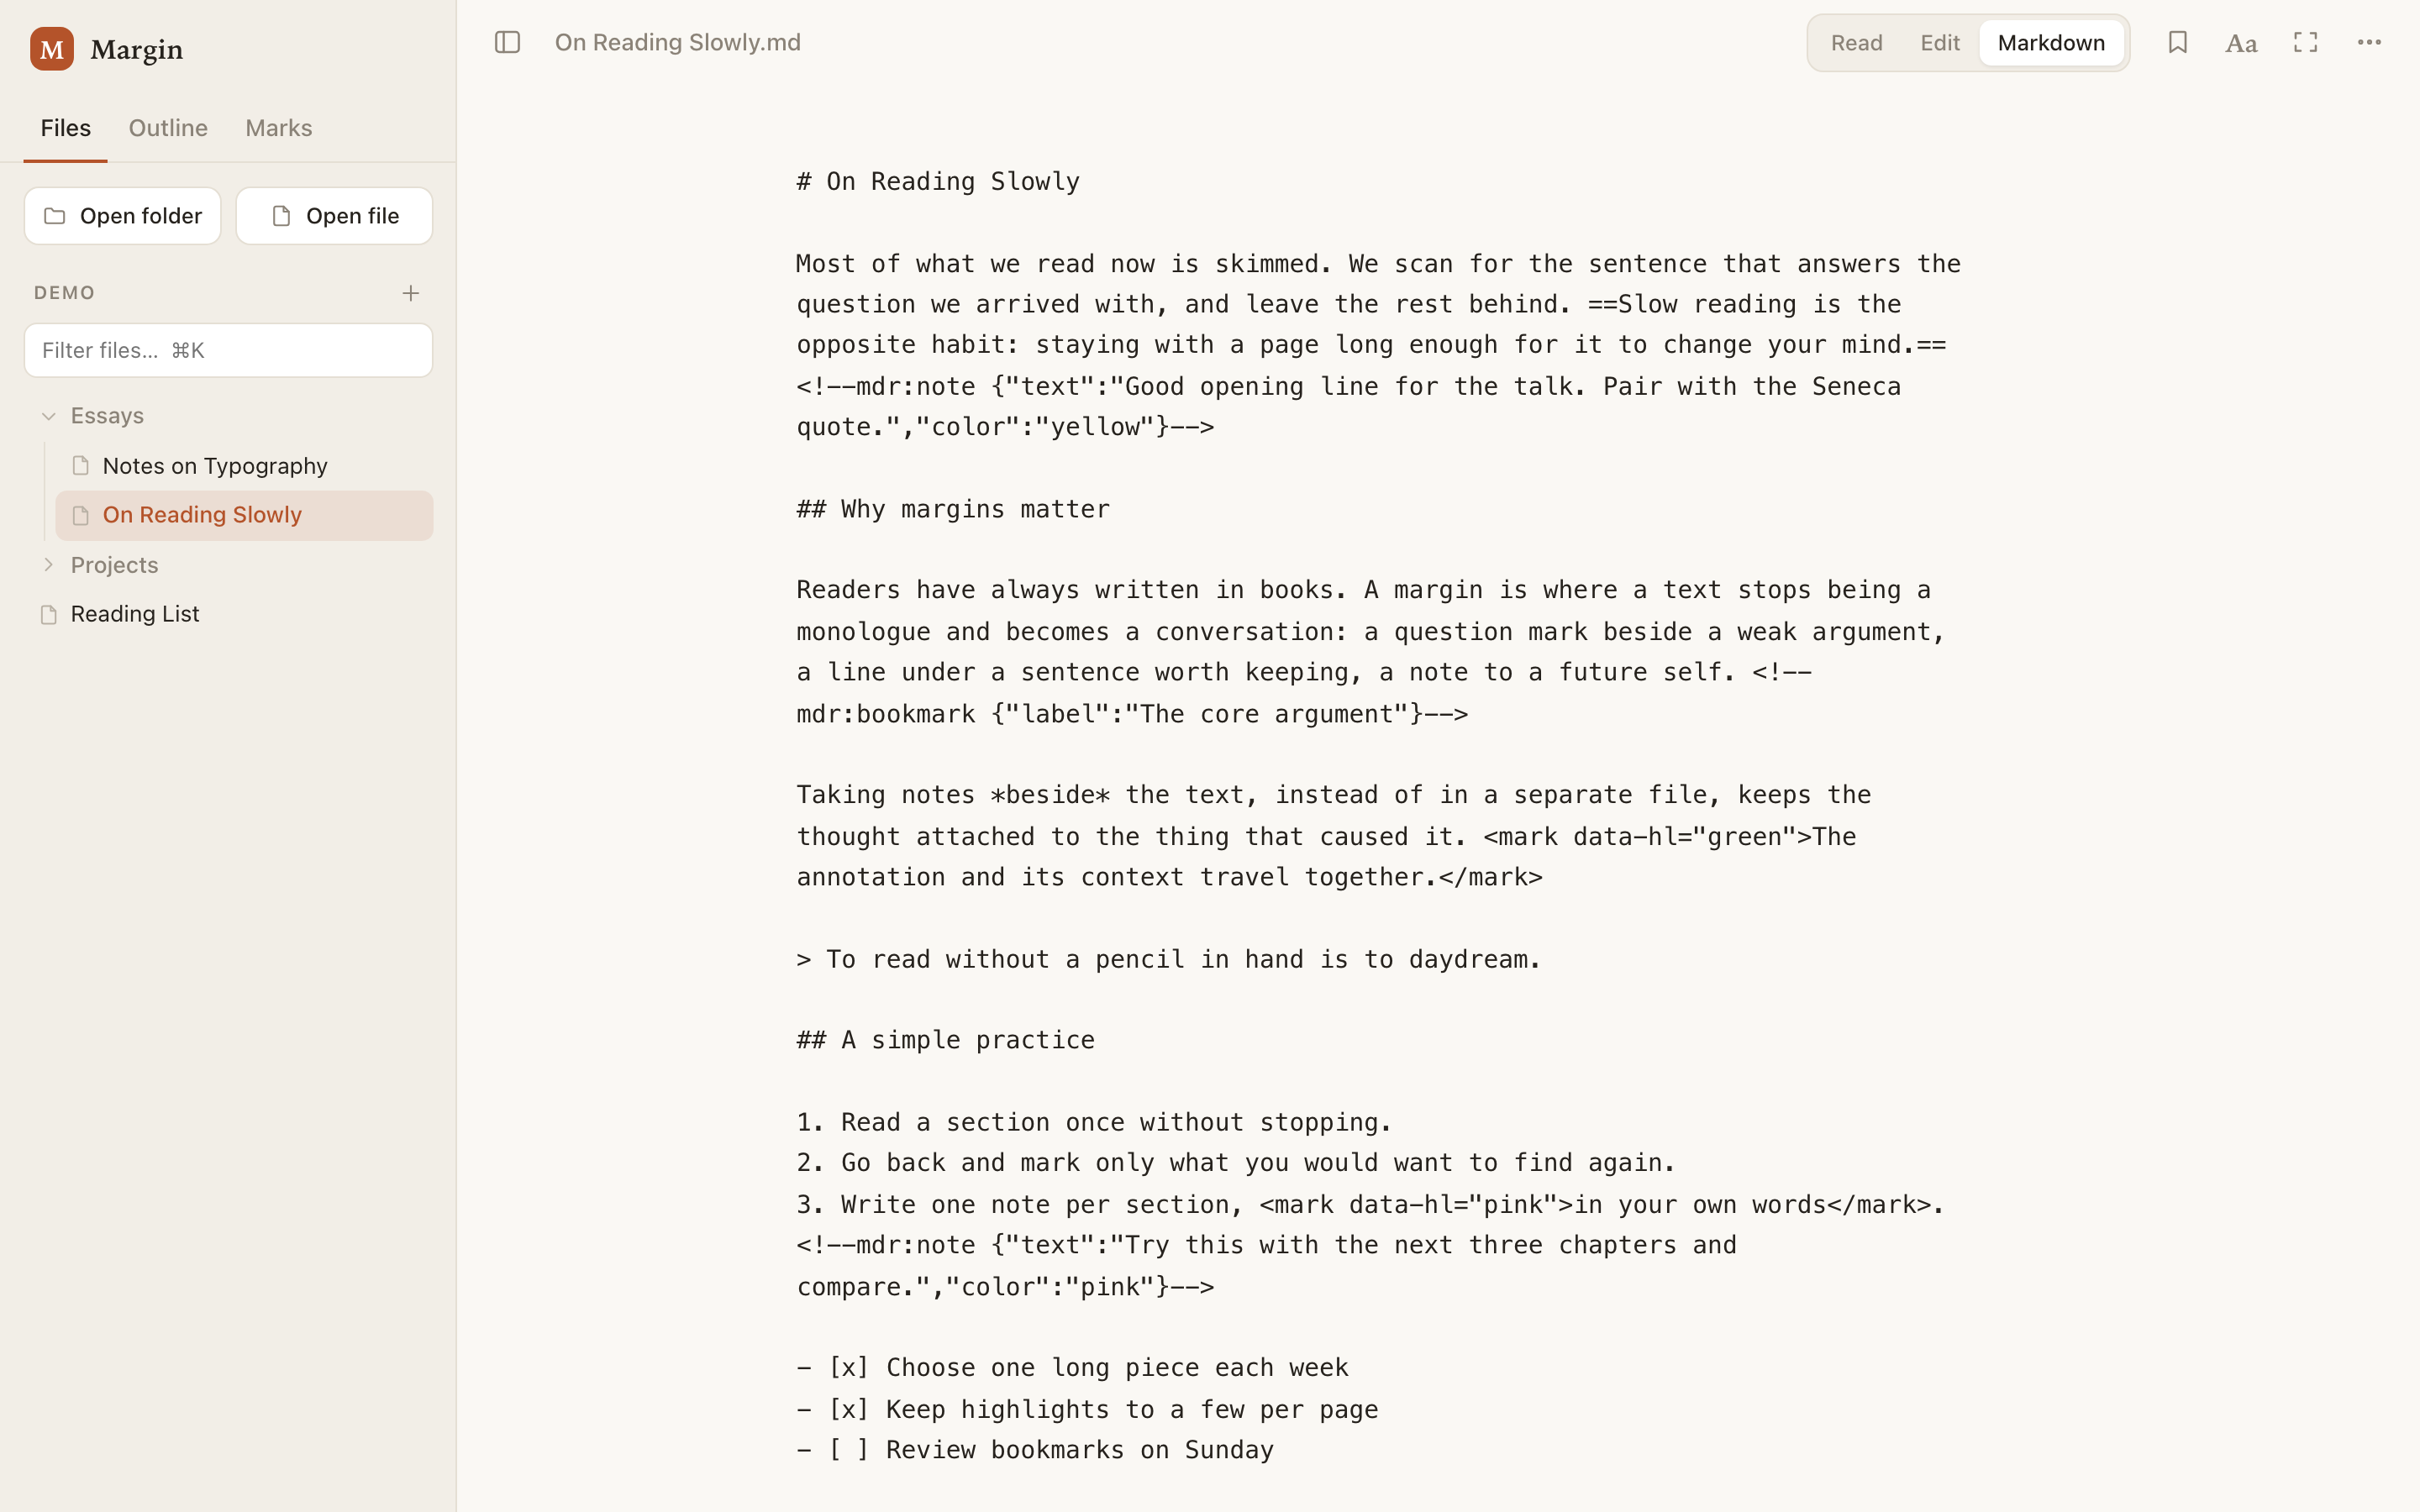 M Margin
On Reading Slowly.md
Read Edit Markdown Aa
Files Outline Marks
Open folder Open file
DEMO
Filter files... ⌘K
Essays
Notes on Typography
On Reading Slowly
Projects
Reading List
# On Reading Slowly
Most of what we read now is skimmed. We scan for the sentence that answers the
question we arrived with, and leave the rest behind. ==Slow reading is the
opposite habit: staying with a page long enough for it to change your mind.==
<!--mdr:note {"text":"Good opening line for the talk. Pair with the Seneca
quote.","color":"yellow"}-->
## Why margins matter
Readers have always written in books. A margin is where a text stops being a
monologue and becomes a conversation: a question mark beside a weak argument,
a line under a sentence worth keeping, a note to a future self. <!--
mdr:bookmark {"label":"The core argument"}-->
Taking notes *beside* the text, instead of in a separate file, keeps the
thought attached to the thing that caused it. <mark data-hl="green">The
annotation and its context travel together.</mark>
> To read without a pencil in hand is to daydream.
## A simple practice
1. Read a section once without stopping.
2. Go back and mark only what you would want to find again.
3. Write one note per section, <mark data-hl="pink">in your own words</mark>.
<!--mdr:note {"text":"Try this with the next three chapters and
compare.","color":"pink"}-->
- [x] Choose one long piece each week
- [x] Keep highlights to a few per page
- [ ] Review bookmarks on Sunday